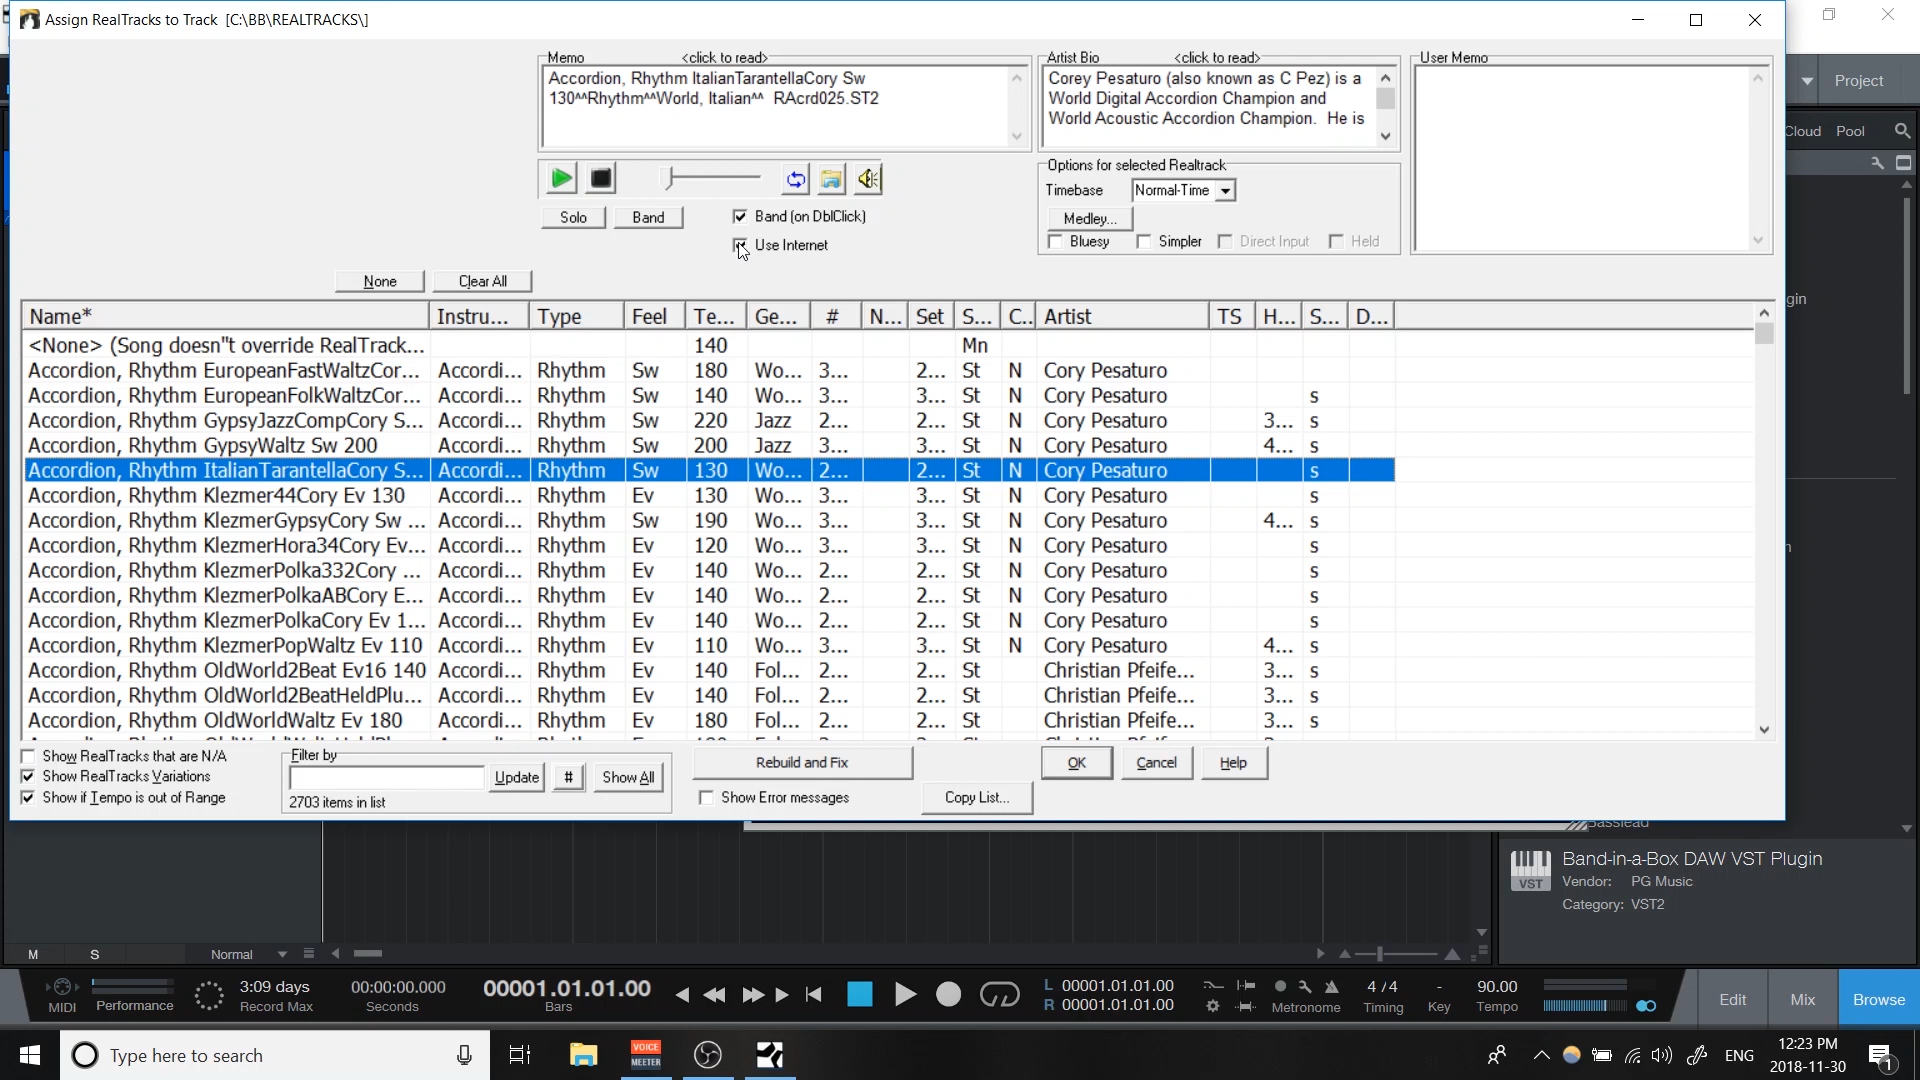 Assign RealTracks to Track [C:\BB\REALTRACKS\]
Memo <click to read>
Accordion, Rhythm ItalianTarantellaCory Sw
130^^Rhythm^^World, Italian^^ RAcrd025.ST2
Artist Bio <click to read>
Corey Pesaturo (also known as C Pez) is a
World Digital Accordion Champion and
World Acoustic Accordion Champion. He is
User Memo
Project
Cloud Pool
Options for selected Realtrack
Timebase Normal-Time
Medley...
Bluesy Simpler Direct Input Held
Solo Band Band (on DblClick)
Use Internet
None Clear All
Name* Instru... Type Feel Te... Ge... # N... Set S... C.. Artist TS H... S... D...
<None> (Song doesn"t override RealTrack... 140 Mn
Accordion, Rhythm EuropeanFastWaltzCor... Accordi... Rhythm Sw 180 Wo... 3... 2... St N Cory Pesaturo
Accordion, Rhythm EuropeanFolkWaltzCor... Accordi... Rhythm Sw 140 Wo... 3... 3... St N Cory Pesaturo s
Accordion, Rhythm GypsyJazzCompCory S... Accordi... Rhythm Sw 220 Jazz 2... 2... St N Cory Pesaturo 3... s
Accordion, Rhythm GypsyWaltz Sw 200 Accordi... Rhythm Sw 200 Jazz 3... 3... St N Cory Pesaturo 4... s
Accordion, Rhythm ItalianTarantellaCory S... Accordi... Rhythm Sw 130 Wo... 2... 2... St N Cory Pesaturo s
Accordion, Rhythm Klezmer44Cory Ev 130 Accordi... Rhythm Ev 130 Wo... 3... 3... St N Cory Pesaturo s
Accordion, Rhythm KlezmerGypsyCory Sw ... Accordi... Rhythm Sw 190 Wo... 3... 3... St N Cory Pesaturo 4... s
Accordion, Rhythm KlezmerHora34Cory Ev... Accordi... Rhythm Ev 120 Wo... 3... 3... St N Cory Pesaturo s
Accordion, Rhythm KlezmerPolka332Cory ... Accordi... Rhythm Ev 140 Wo... 2... 2... St N Cory Pesaturo s
Accordion, Rhythm KlezmerPolkaABCory E... Accordi... Rhythm Ev 140 Wo... 2... 2... St N Cory Pesaturo s
Accordion, Rhythm KlezmerPolkaCory Ev 1... Accordi... Rhythm Ev 140 Wo... 2... 2... St N Cory Pesaturo s
Accordion, Rhythm KlezmerPopWaltz Ev 110 Accordi... Rhythm Ev 110 Wo... 3... 3... St N Cory Pesaturo 4... s
Accordion, Rhythm OldWorld2Beat Ev16 140 Accordi... Rhythm Ev 140 Fol... 2... 2... St Christian Pfeife... 3... s
Accordion, Rhythm OldWorld2BeatHeldPlu... Accordi... Rhythm Ev 140 Fol... 2... 2... St Christian Pfeife... 3... s
Accordion, Rhythm OldWorldWaltz Ev 180 Accordi... Rhythm Ev 180 Fol... 2... 2... St Christian Pfeife... 3... s
Show RealTracks that are N/A
Show RealTracks Variations
Show if Tempo is out of Range
Filter by
Update # Show All
2703 items in list
Rebuild and Fix
Show Error messages Copy List...
OK Cancel Help
gin
Basslead
Band-in-a-Box DAW VST Plugin
VST Vendor: PG Music
Category: VST2
M S Normal
MIDI Performance
3:09 days
Record Max
00:00:00.000
Seconds
00001.01.01.00
Bars
L 00001.01.01.00
R 00001.01.01.00
Metronome
4 / 4
Timing
-
Key
90.00
Tempo
Edit Mix Browse
Type here to search
VOICE
MEETER
ENG
12:23 PM
2018-11-30
1